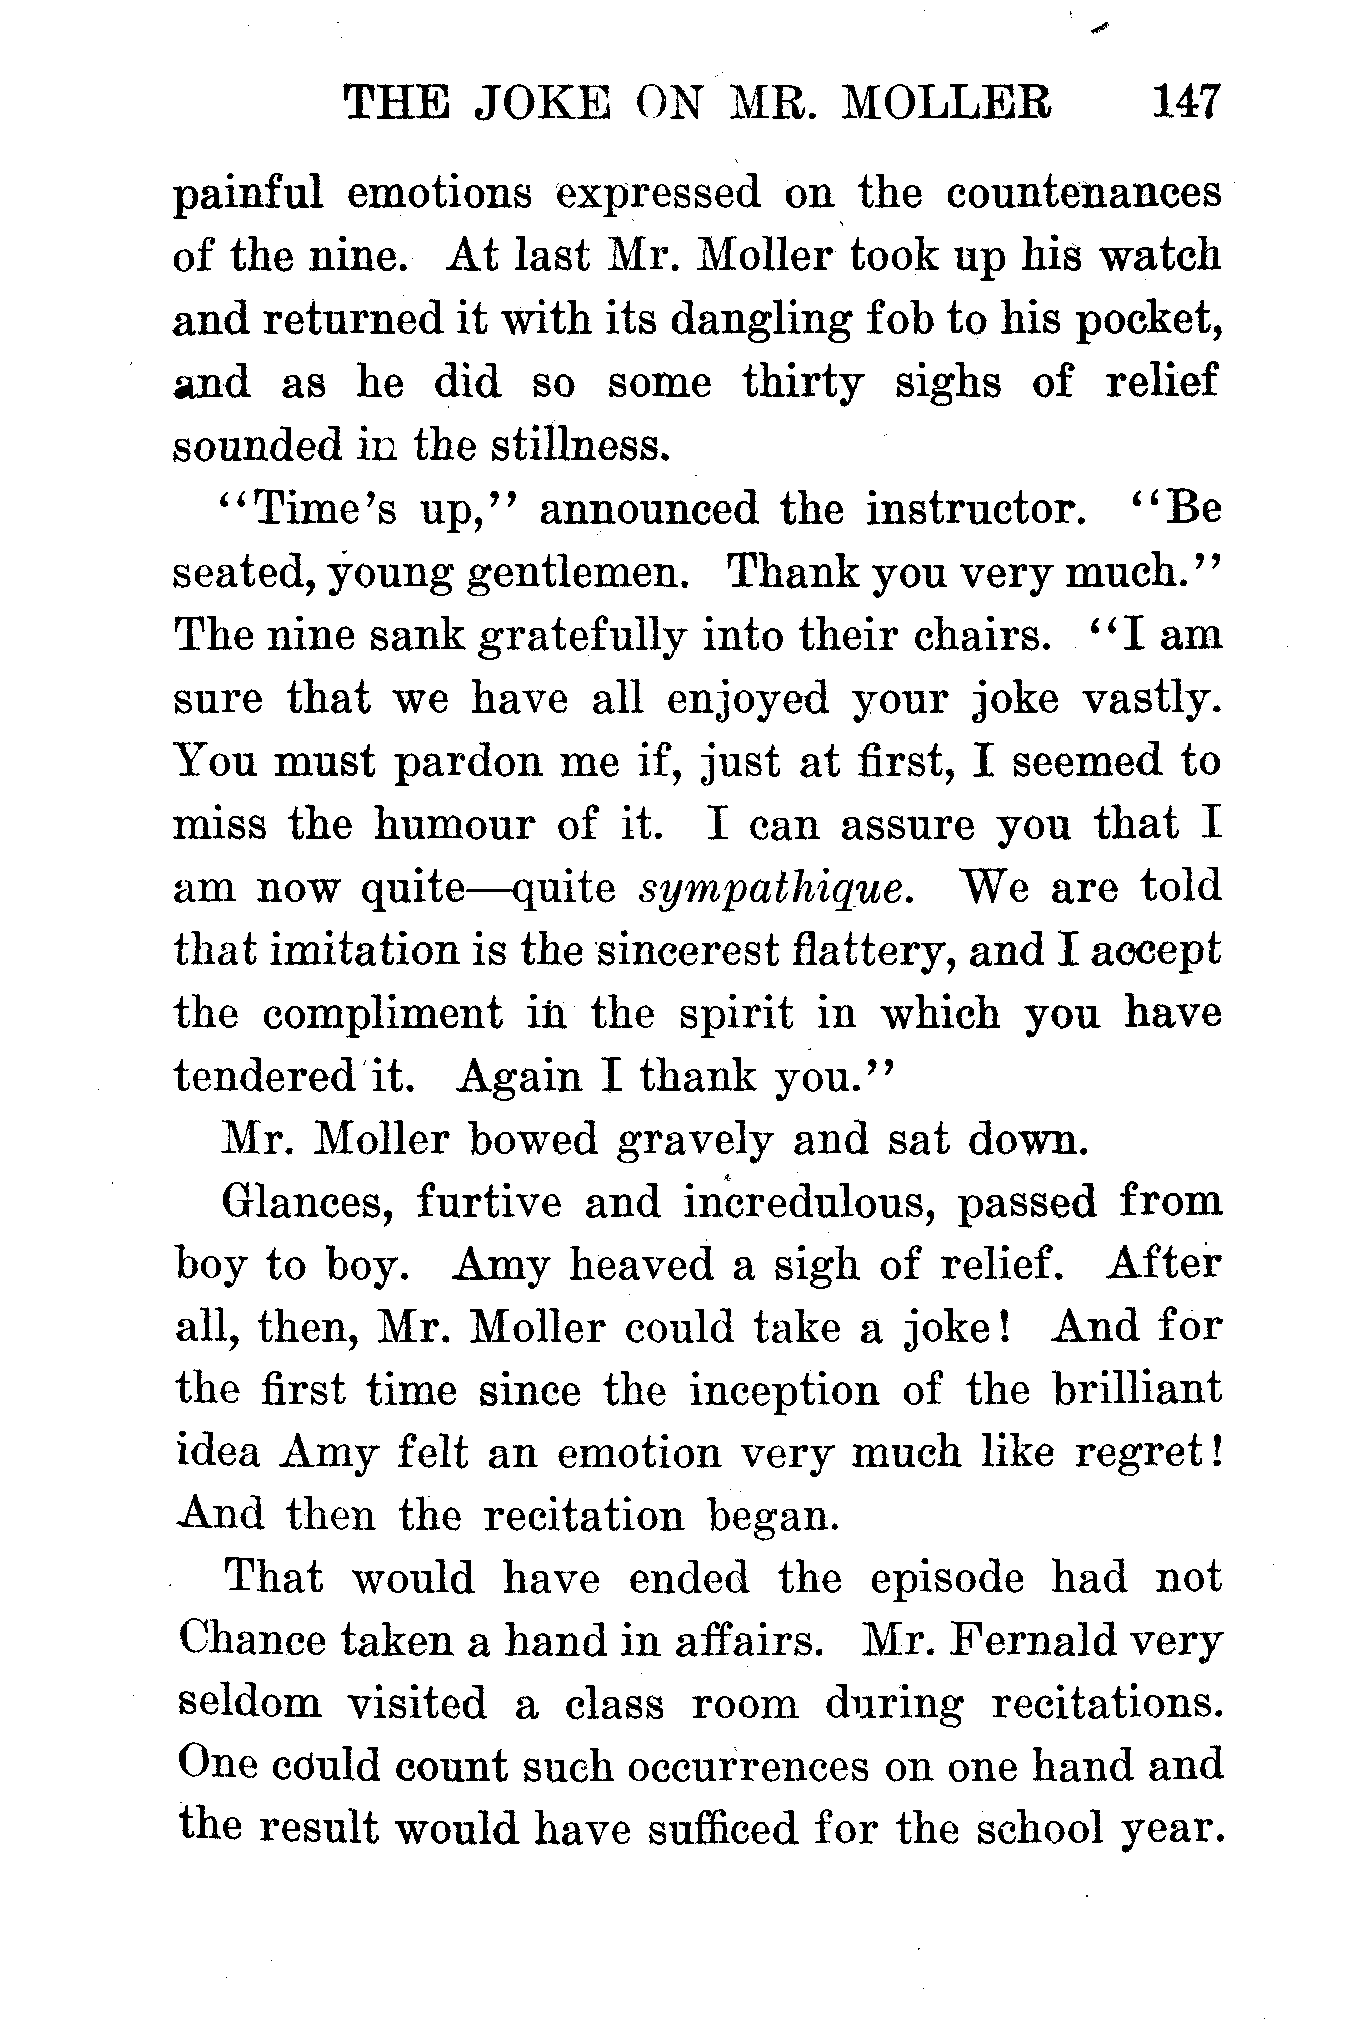 THE JOKE ON MR. MOLLER 147
painful emotions expressed on the countenances
of the nine. At last Mr. Moller took up his watch
and returned it with its dangling fob to his pocket,
and as he did so some thirty sighs of relief
sounded in the stillness.
"Time's up," announced the instructor. "Be
seated, young gentlemen. Thank you very much."
The nine sank gratefully into their chairs. "I am
sure that we have all enjoyed your joke vastly.
You must pardon me if, just at first, I seemed to
miss the humour of it. I can assure you that I
am now quite—quite sympathique. We are told
that imitation is the sincerest flattery, and I accept
the compliment in the spirit in which you have
tendered it. Again I thank you."
Mr. Moller bowed gravely and sat down.
Glances, furtive and incredulous, passed from
boy to boy. Amy heaved a sigh of relief. After
all, then, Mr. Moller could take a joke! And for
the first time since the inception of the brilliant
idea Amy felt an emotion very much like regret!
And then the recitation began.
That would have ended the episode had not
Chance taken a hand in affairs. Mr. Fernald very
seldom visited a class room during recitations.
One could count such occurrences on one hand and
the result would have sufficed for the school year.